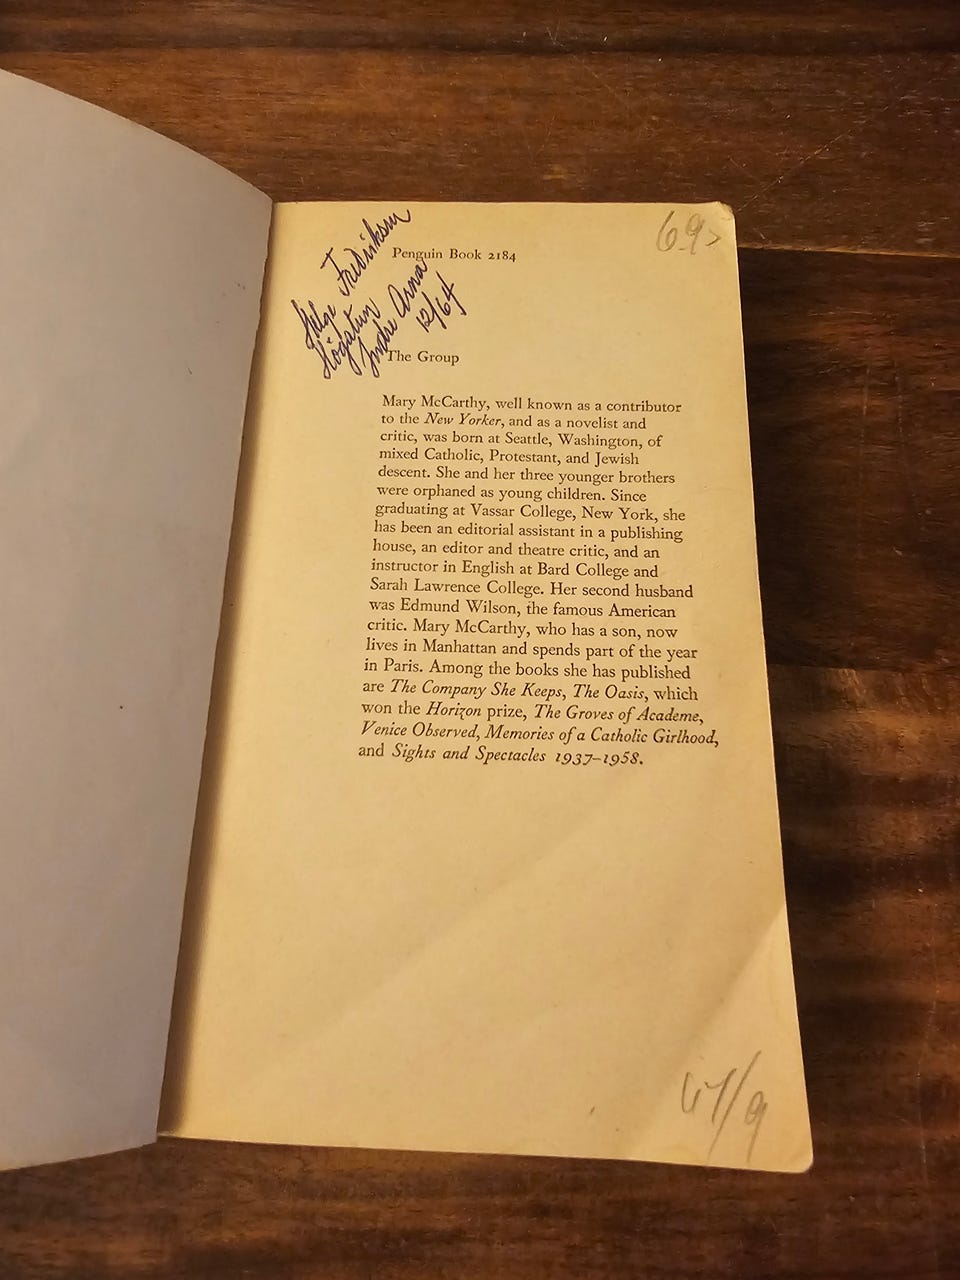 Helge Fredriksen
Högatun
Indre Arna
12/64
69,-
Penguin Book 2184
The Group
Mary McCarthy, well known as a contributor
to the New Yorker, and as a novelist and
critic, was born at Seattle, Washington, of
mixed Catholic, Protestant, and Jewish
descent. She and her three younger brothers
were orphaned as young children. Since
graduating at Vassar College, New York, she
has been an editorial assistant in a publishing
house, an editor and theatre critic, and an
instructor in English at Bard College and
Sarah Lawrence College. Her second husband
was Edmund Wilson, the famous American
critic. Mary McCarthy, who has a son, now
lives in Manhattan and spends part of the year
in Paris. Among the books she has published
are The Company She Keeps, The Oasis, which
won the Horizon prize, The Groves of Academe,
Venice Observed, Memories of a Catholic Girlhood,
and Sights and Spectacles 1937–1958.